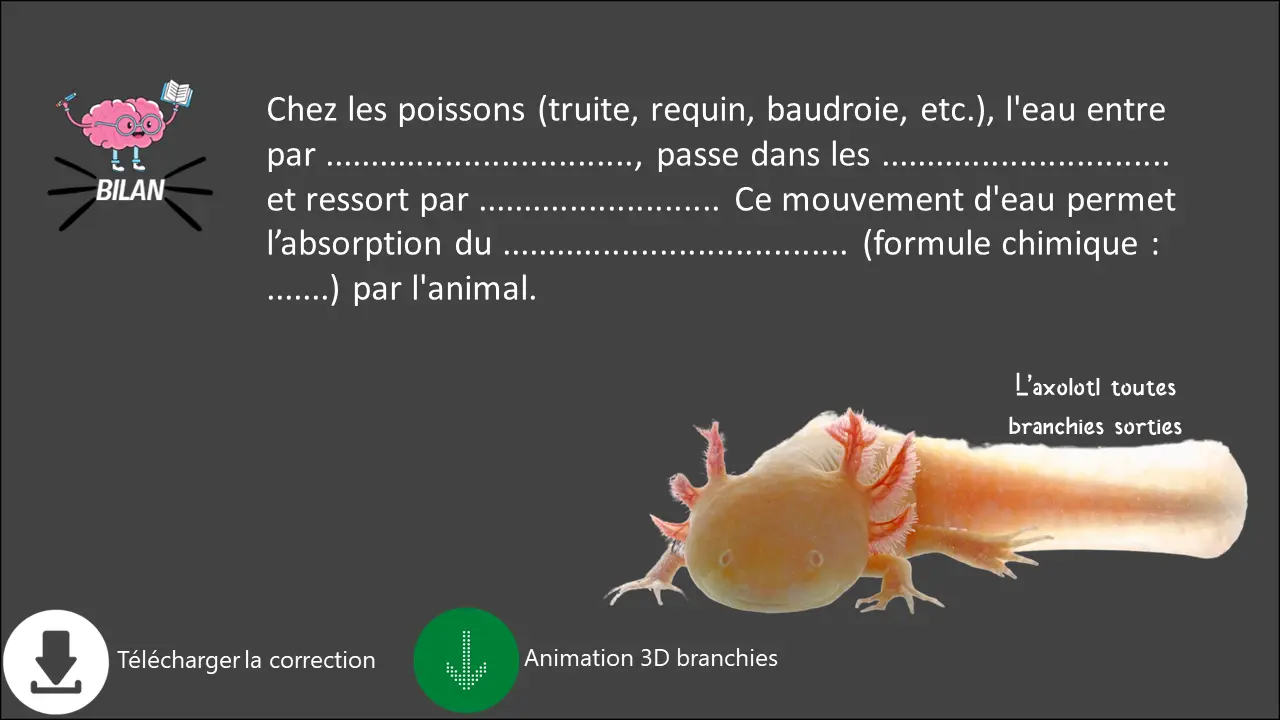 Chez les poissons (truite, requin, baudroie, etc.), l'eau entre
par .................................., passe dans les ................................
et ressort par ........................... Ce mouvement d'eau permet
l’absorption du ...................................... (formule chimique :
.......) par l'animal.
BILAN
L’axolotl toutes
branchies sorties
Télécharger la correction
Animation 3D branchies